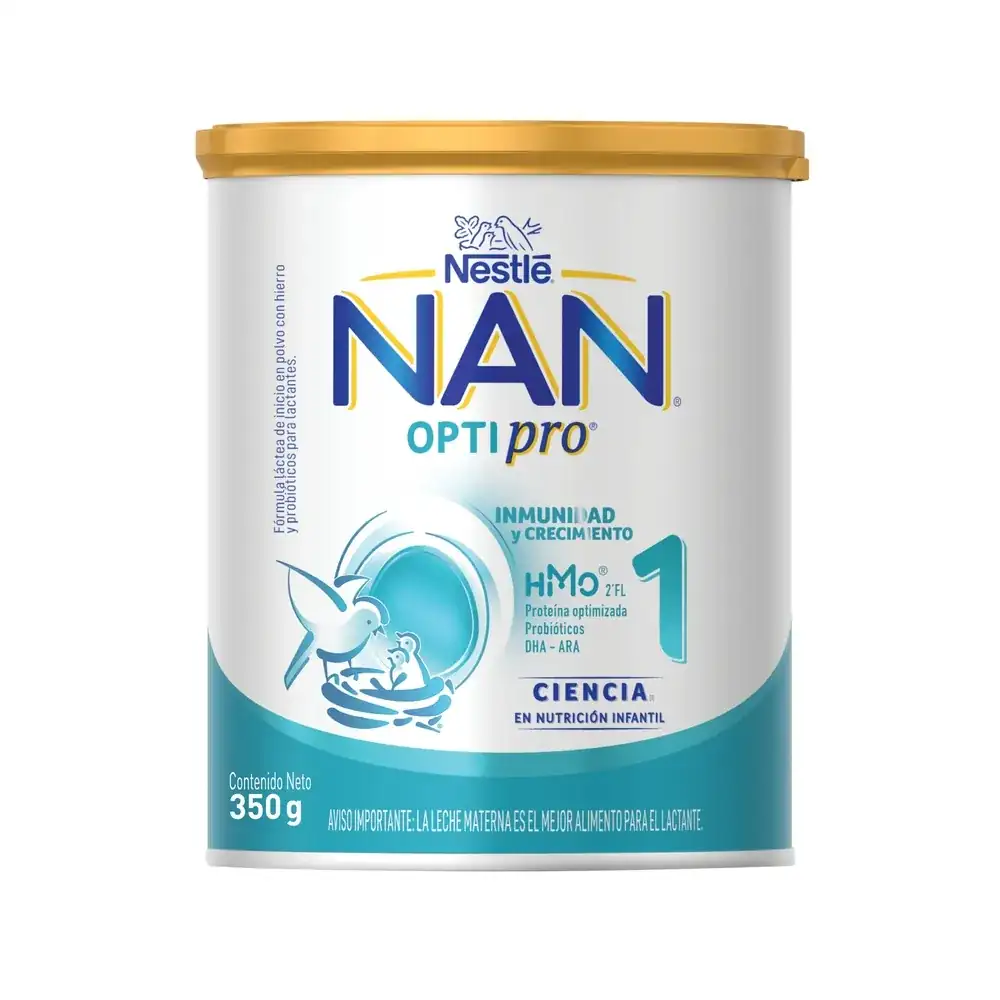 Nestlé
NAN®
OPTIpro®
Fórmula láctea de inicio en polvo con hierro
y probióticos para lactantes.
INMUNIDAD
y CRECIMIENTO
HMO® 2'FL
Proteína optimizada
Probióticos
DHA - ARA
1
CIENCIA
EN NUTRICIÓN INFANTIL
Contenido Neto
350 g
AVISO IMPORTANTE: LA LECHE MATERNA ES EL MEJOR ALIMENTO PARA EL LACTANTE.